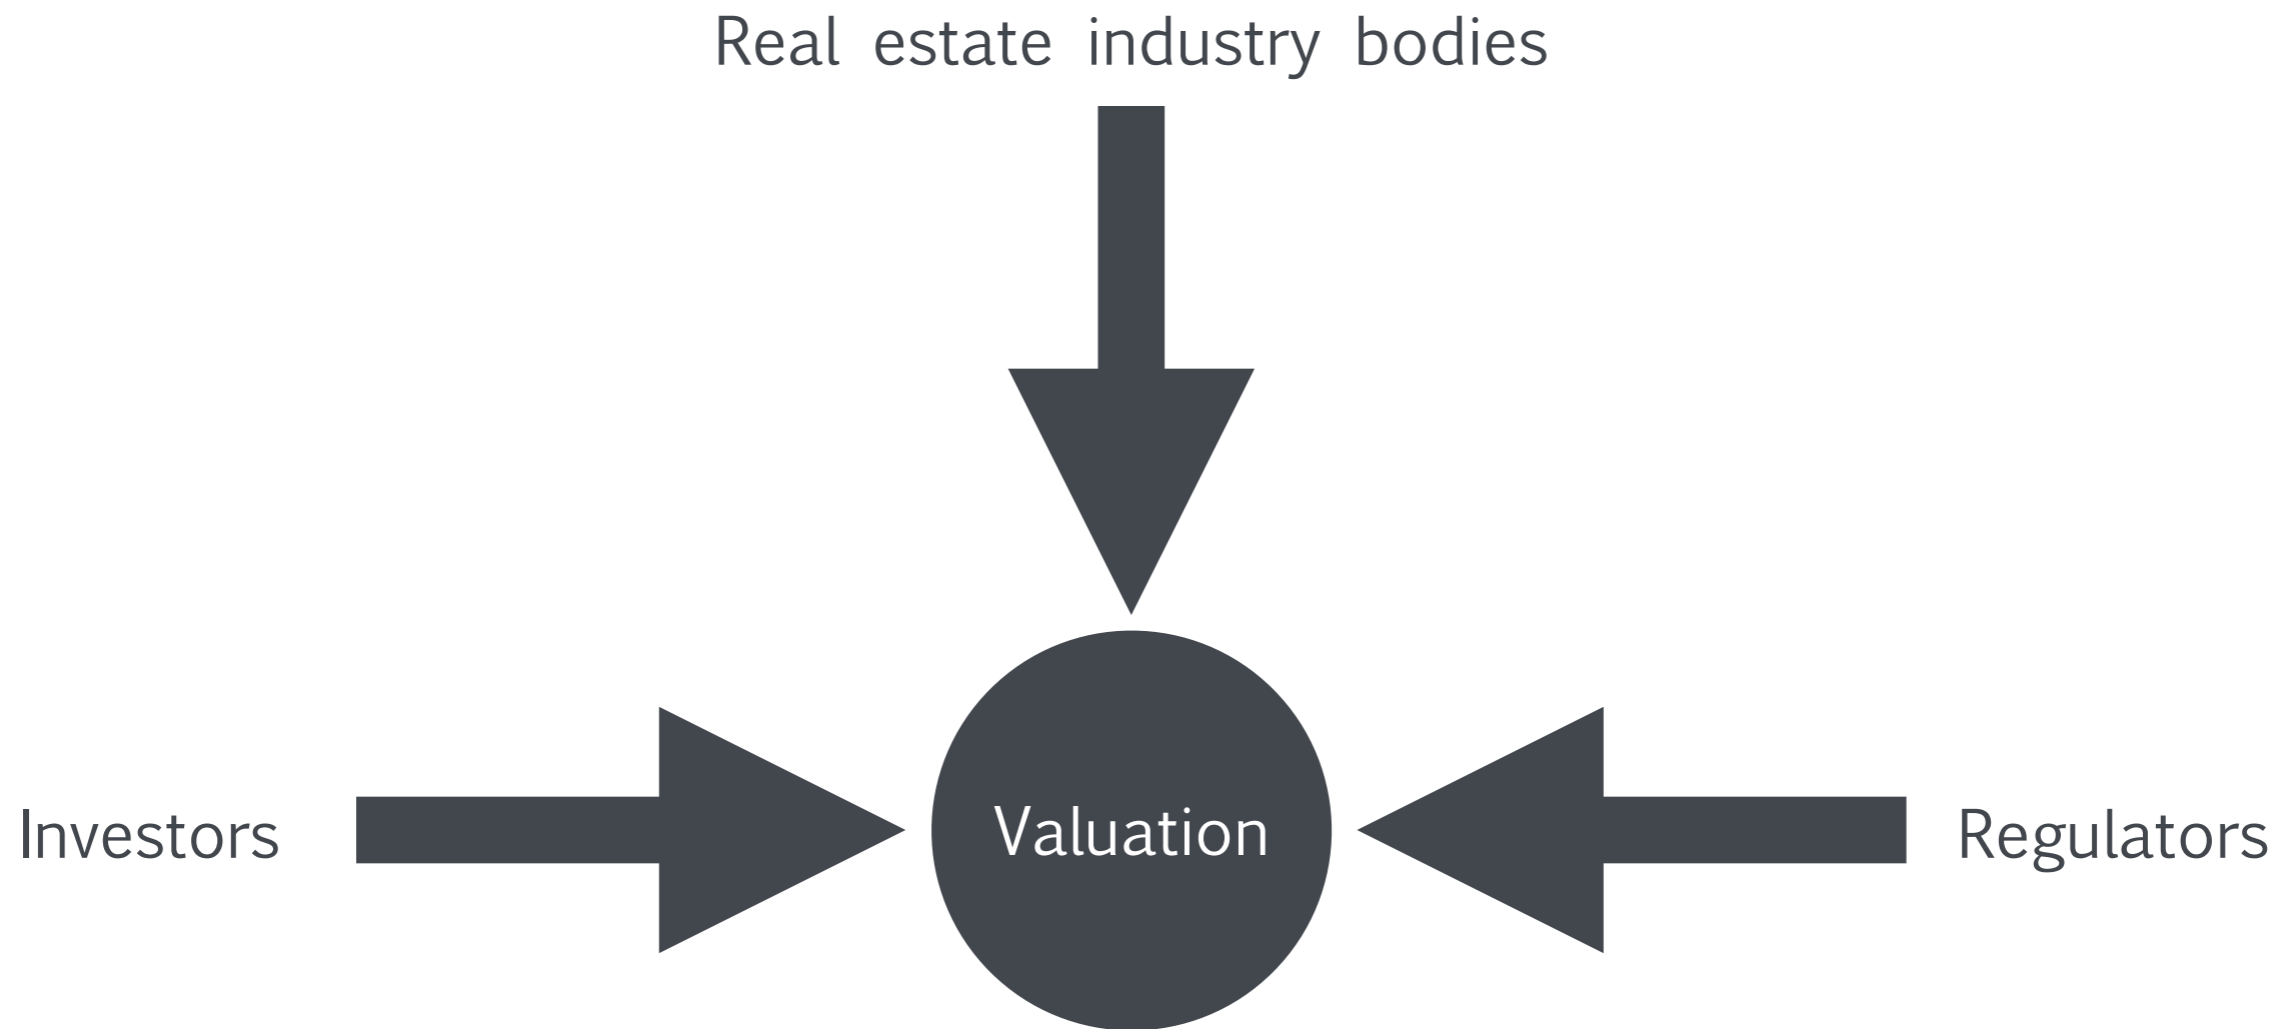 Real estate industry bodies
Investors
Valuation
Regulators